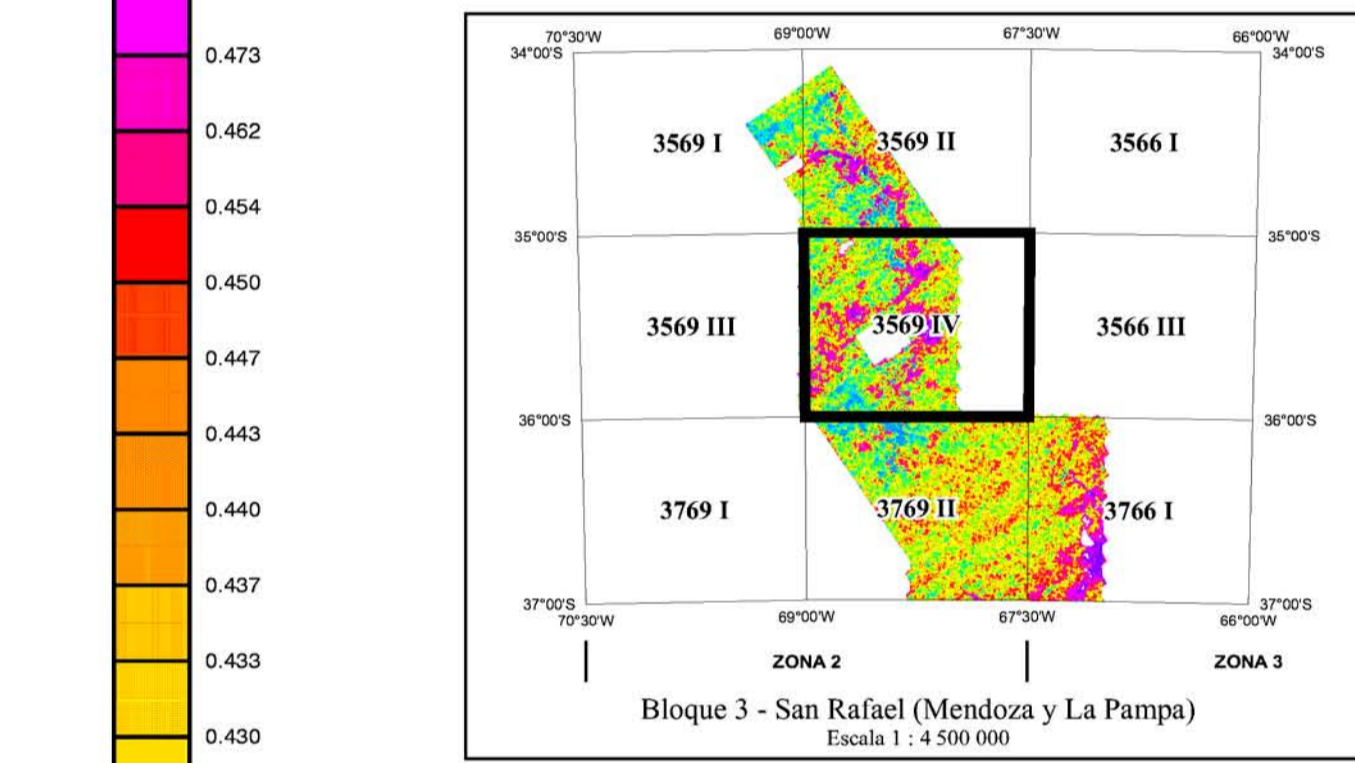 0.473
0.462
0.454
0.450
0.447
0.443
0.440
0.437
0.433
0.430
70°30'W 69°00'W 67°30'W 66°00'W
34°00'S 34°00'S
3569 I 3569 II 3566 I
35°00'S 35°00'S
3569 III 3569 IV 3566 III
36°00'S 36°00'S
3769 I 3769 II 3766 I
37°00'S 37°00'S
70°30'W 69°00'W 67°30'W 66°00'W
ZONA 2 ZONA 3
Bloque 3 - San Rafael (Mendoza y La Pampa)
Escala 1 : 4 500 000